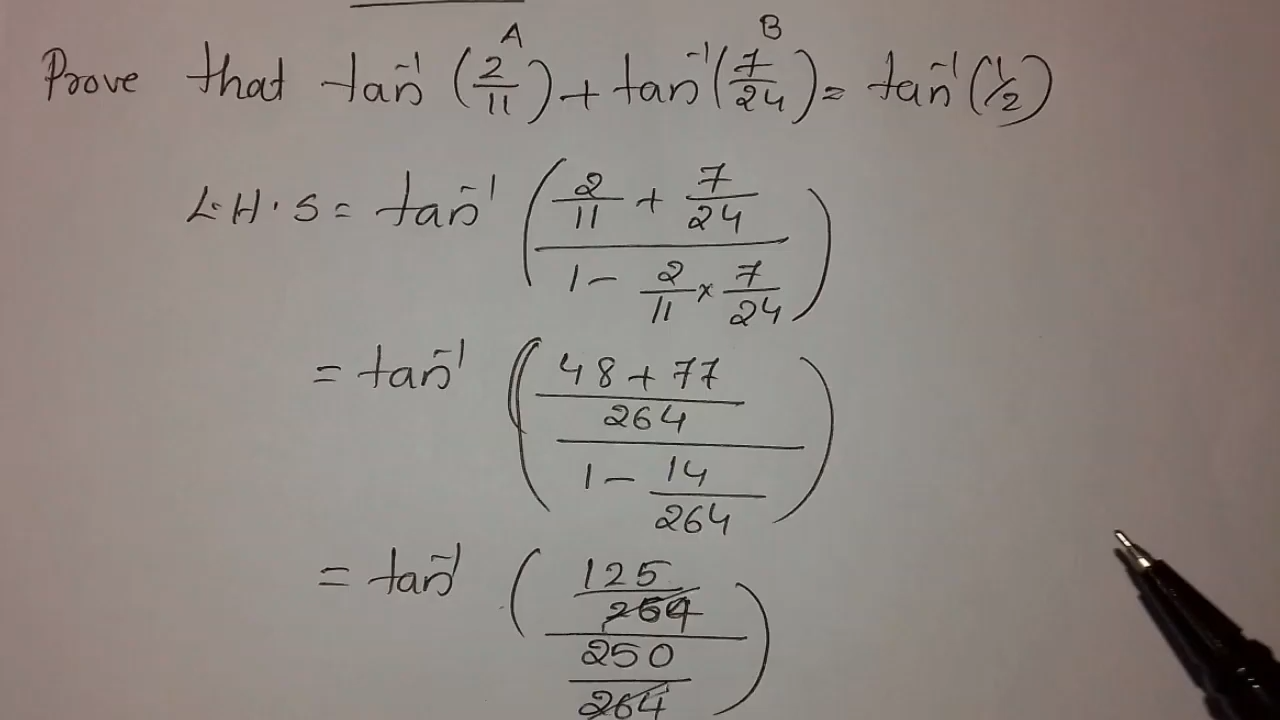 A B
Prove that tan⁻¹ (2/11) + tan⁻¹(7/24) = tan⁻¹(1/2)
L.H.S = tan⁻¹ ((2/11 + 7/24) / (1 - 2/11 × 7/24))
= tan⁻¹ (((48 + 77)/264) / (1 - 14/264))
= tan⁻¹ ((125/264) / (250/264))